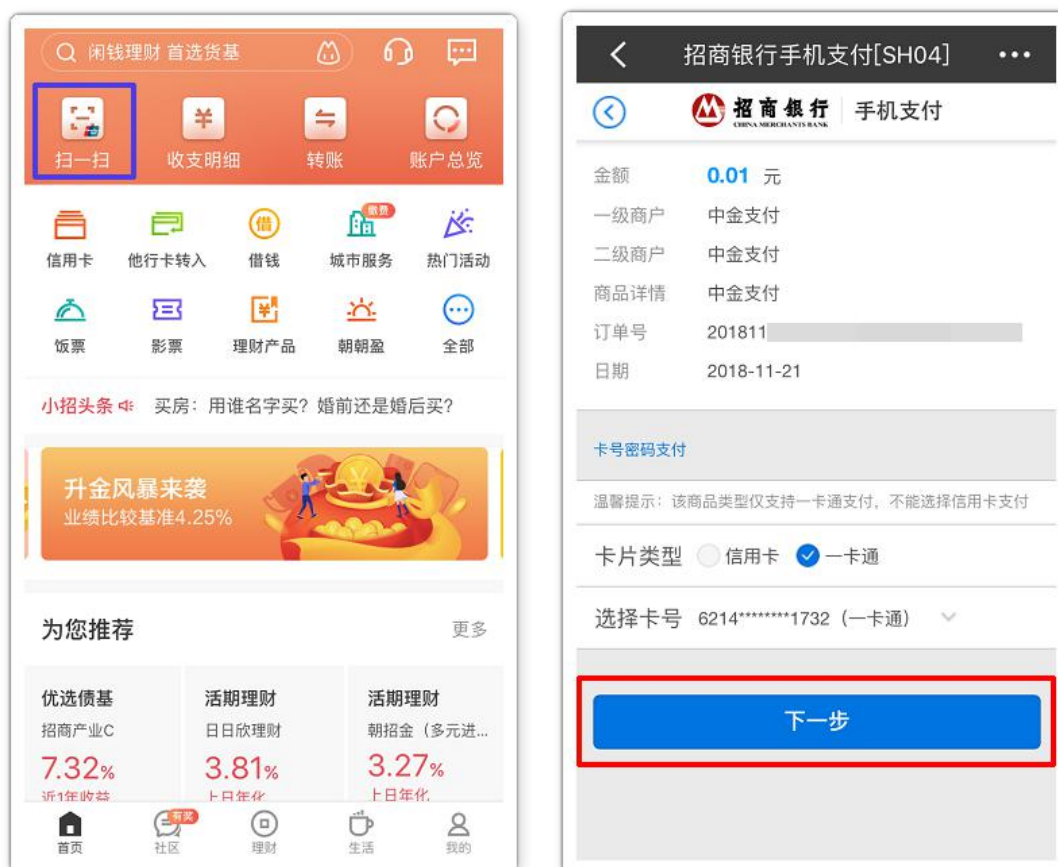 闲钱理财 首选货基
扫一扫
收支明细
转账
账户总览
缴费
信用卡
他行卡转入
借
借钱
城市服务
热门活动
饭票
影票
理财产品
朝朝盈
全部
小招头条
买房：用谁名字买？婚前还是婚后买？
升金风暴来袭
业绩比较基准4.25%
为您推荐
更多
优选债基
招商产业C
7.32%
近1年收益
活期理财
日日欣理财
3.81%
上日年化
活期理财
朝招金（多元进...
3.27%
上日年化
有奖
首页
社区
理财
生活
我的
招商银行手机支付[SH04]
招商银行
CHINA MERCHANTS BANK
手机支付
金额 0.01 元
一级商户 中金支付
二级商户 中金支付
商品详情 中金支付
订单号 201811
日期 2018-11-21
卡号密码支付
温馨提示：该商品类型仅支持一卡通支付，不能选择信用卡支付
卡片类型 信用卡 一卡通
选择卡号 6214********1732（一卡通）
下一步